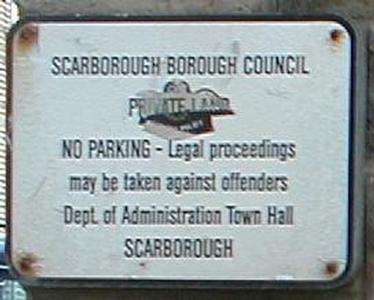 SCARBOROUGH BOROUGH COUNCIL
PRIVATE LAND
NO PARKING - Legal proceedings
may be taken against offenders
Dept. of Administration Town Hall
SCARBOROUGH